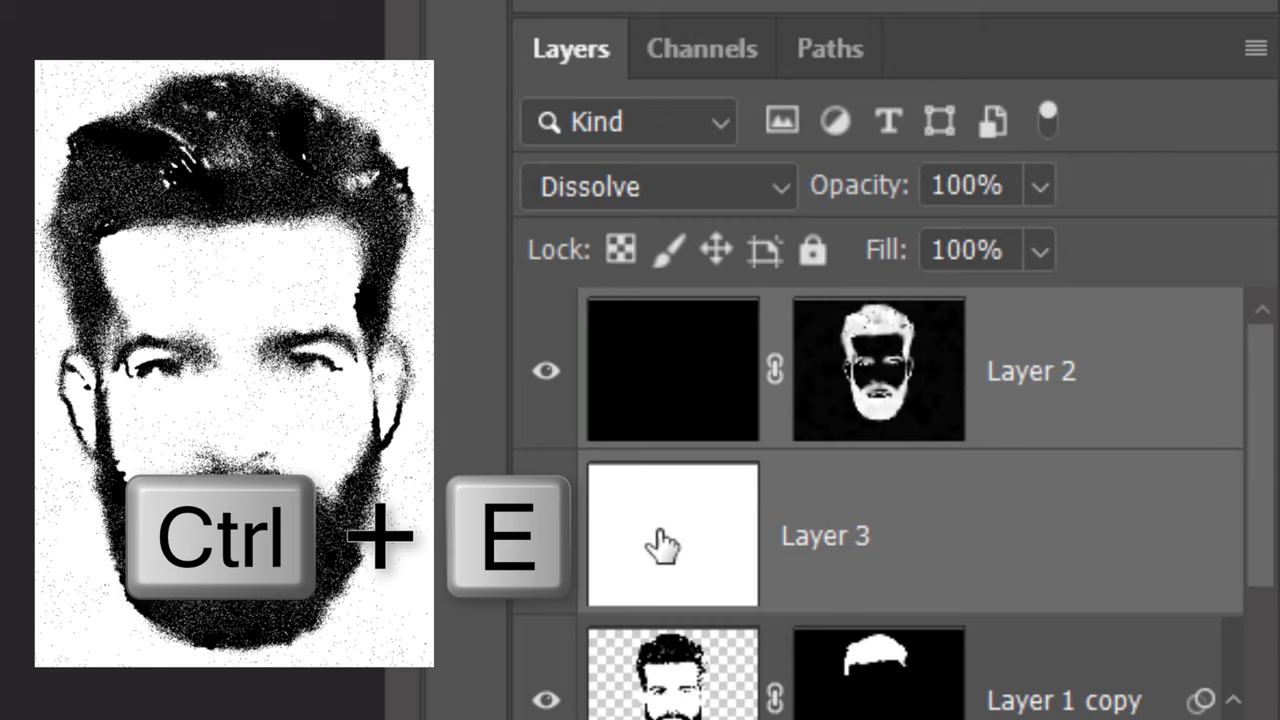 Layers Channels Paths
Kind
Dissolve Opacity: 100%
Lock: Fill: 100%
Layer 2
Ctrl + E
Layer 3
Layer 1 copy